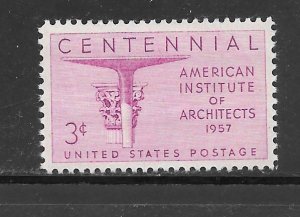 CENTENNIAL
AMERICAN
INSTITUTE
OF
ARCHITECTS
1957
3¢
UNITED STATES POSTAGE